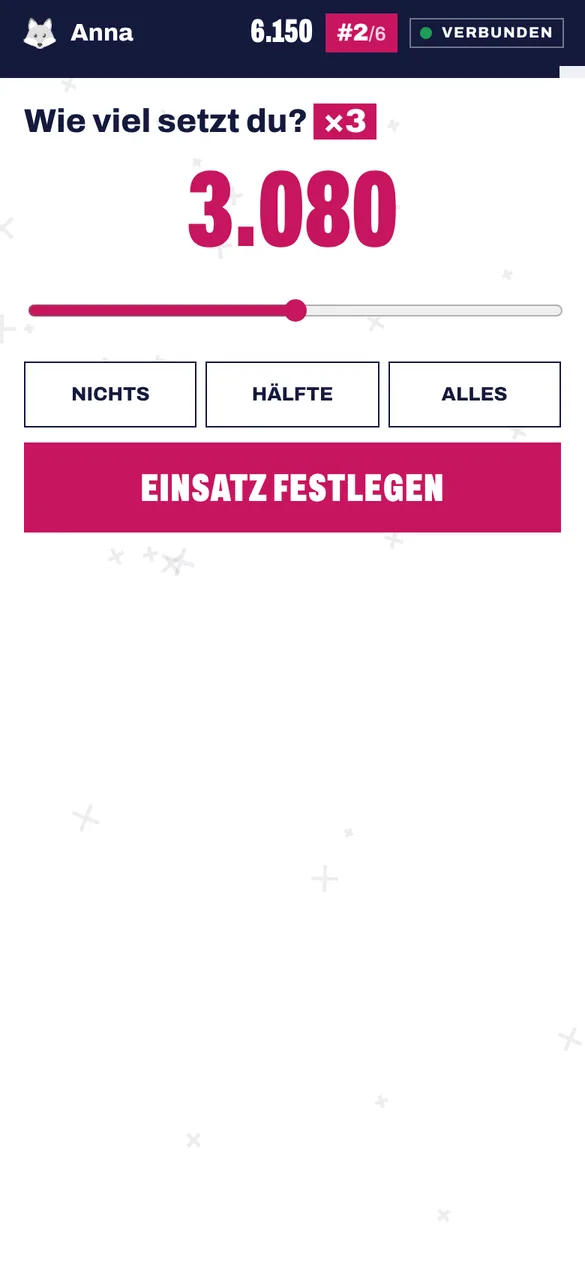 Anna 6.150 #2/6 VERBUNDEN
Wie viel setzt du? ×3
3.080
NICHTS HÄLFTE ALLES
EINSATZ FESTLEGEN